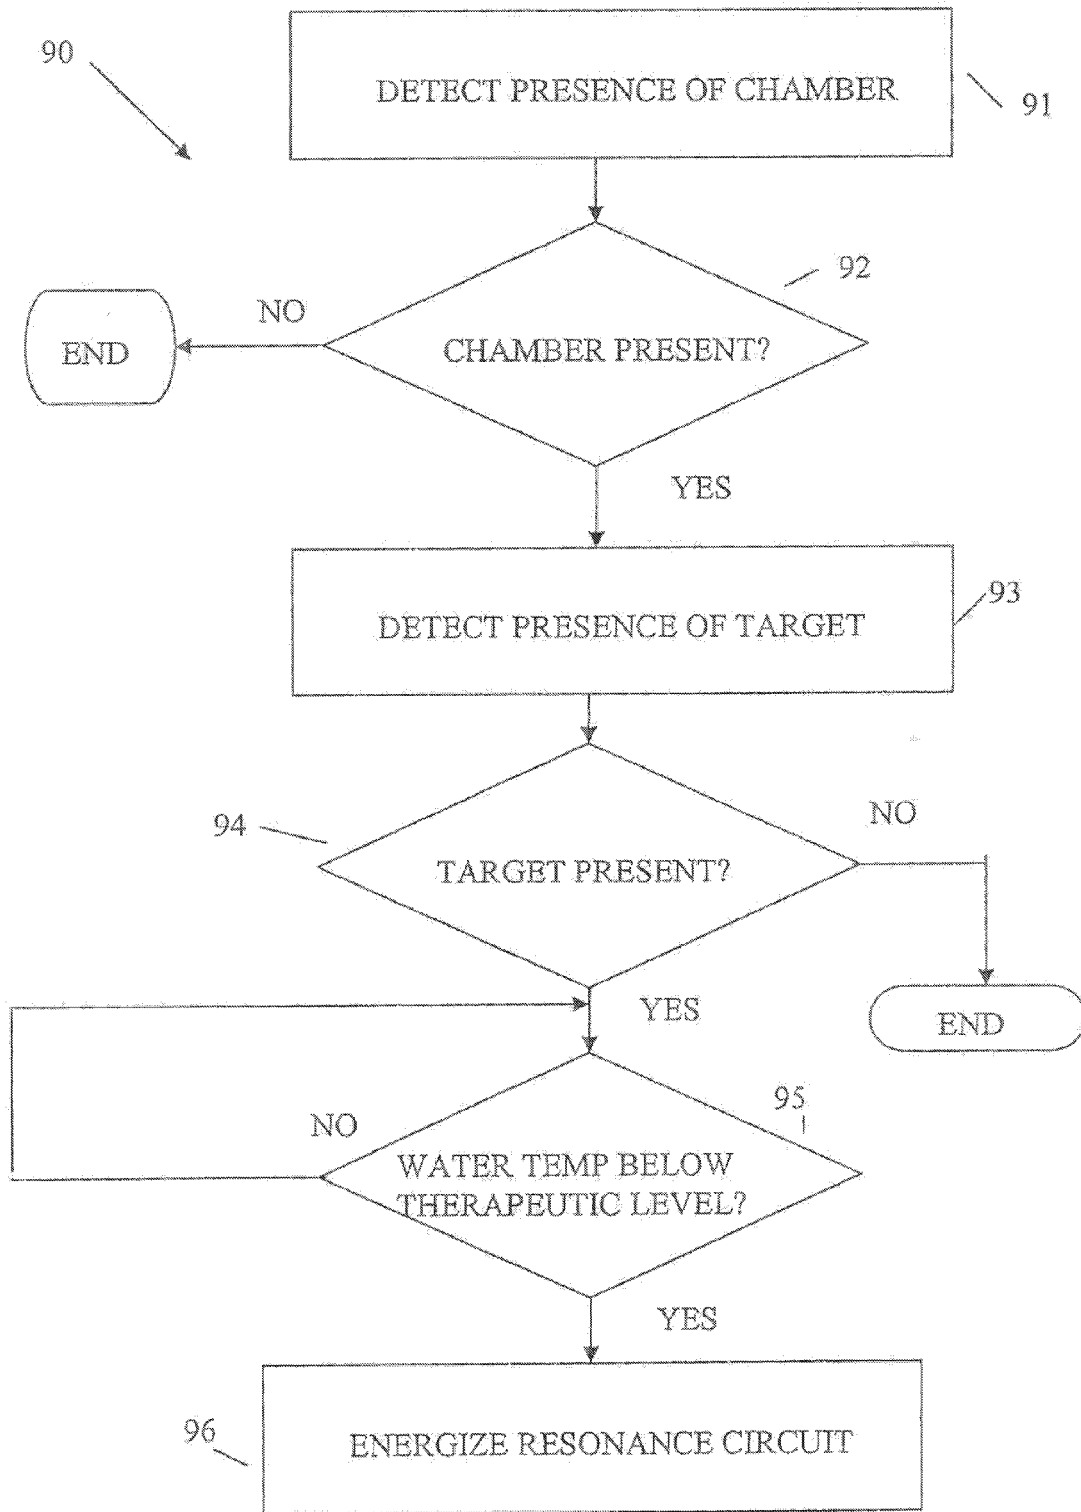 90
DETECT PRESENCE OF CHAMBER
91
92
NO
END
CHAMBER PRESENT?
YES
93
DETECT PRESENCE OF TARGET
94
NO
TARGET PRESENT?
YES
END
95
NO
WATER TEMP BELOW
THERAPEUTIC LEVEL?
YES
96
ENERGIZE RESONANCE CIRCUIT